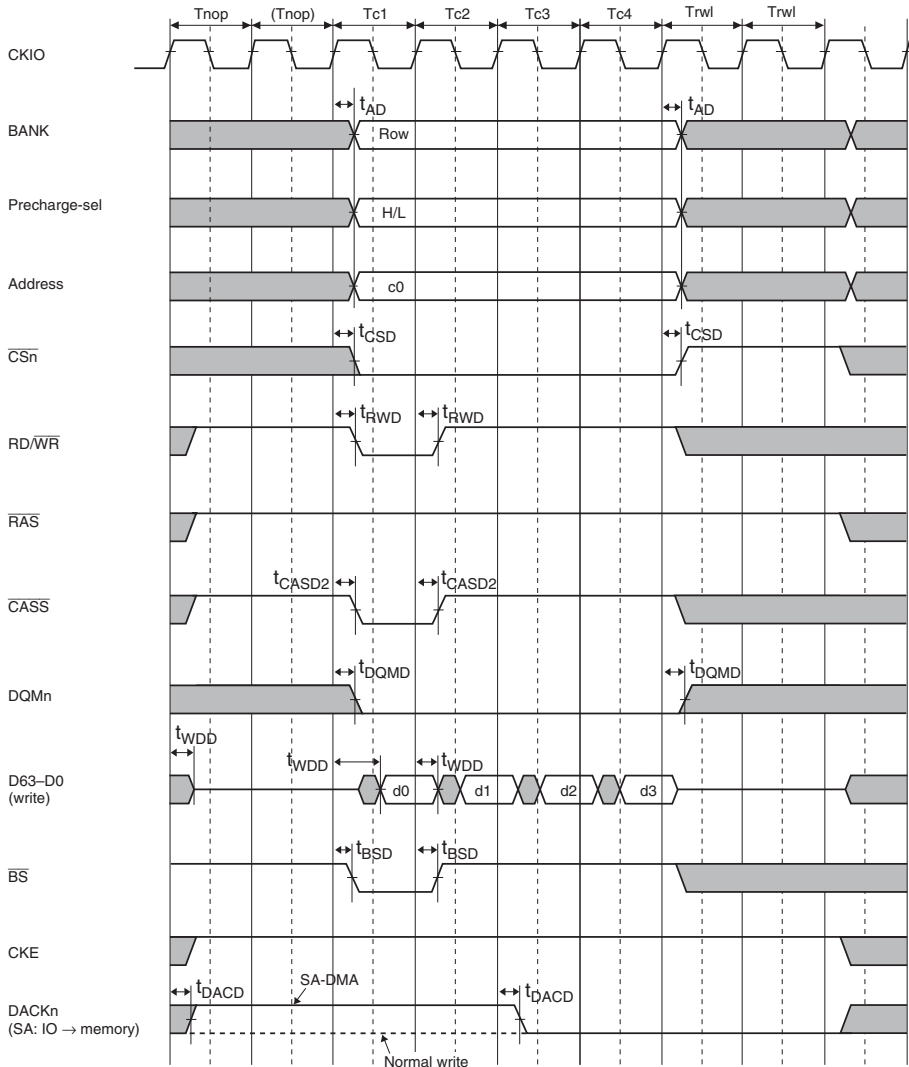 Tnop (Tnop) Tc1 Tc2 Tc3 Tc4 Trwl Trwl
CKIO
tAD tAD
BANK Row
Precharge-sel H/L
Address c0
tCSD tCSD
CSn
tRWD tRWD
RD/WR
RAS
tCASD2 tCASD2
CASS
tDQMD tDQMD
DQMn
tWDD tWDD tWDD
D63–D0 d0 d1 d2 d3
(write)
tBSD tBSD
BS
CKE
tDACD SA-DMA tDACD
DACKn
(SA: IO → memory)
Normal write